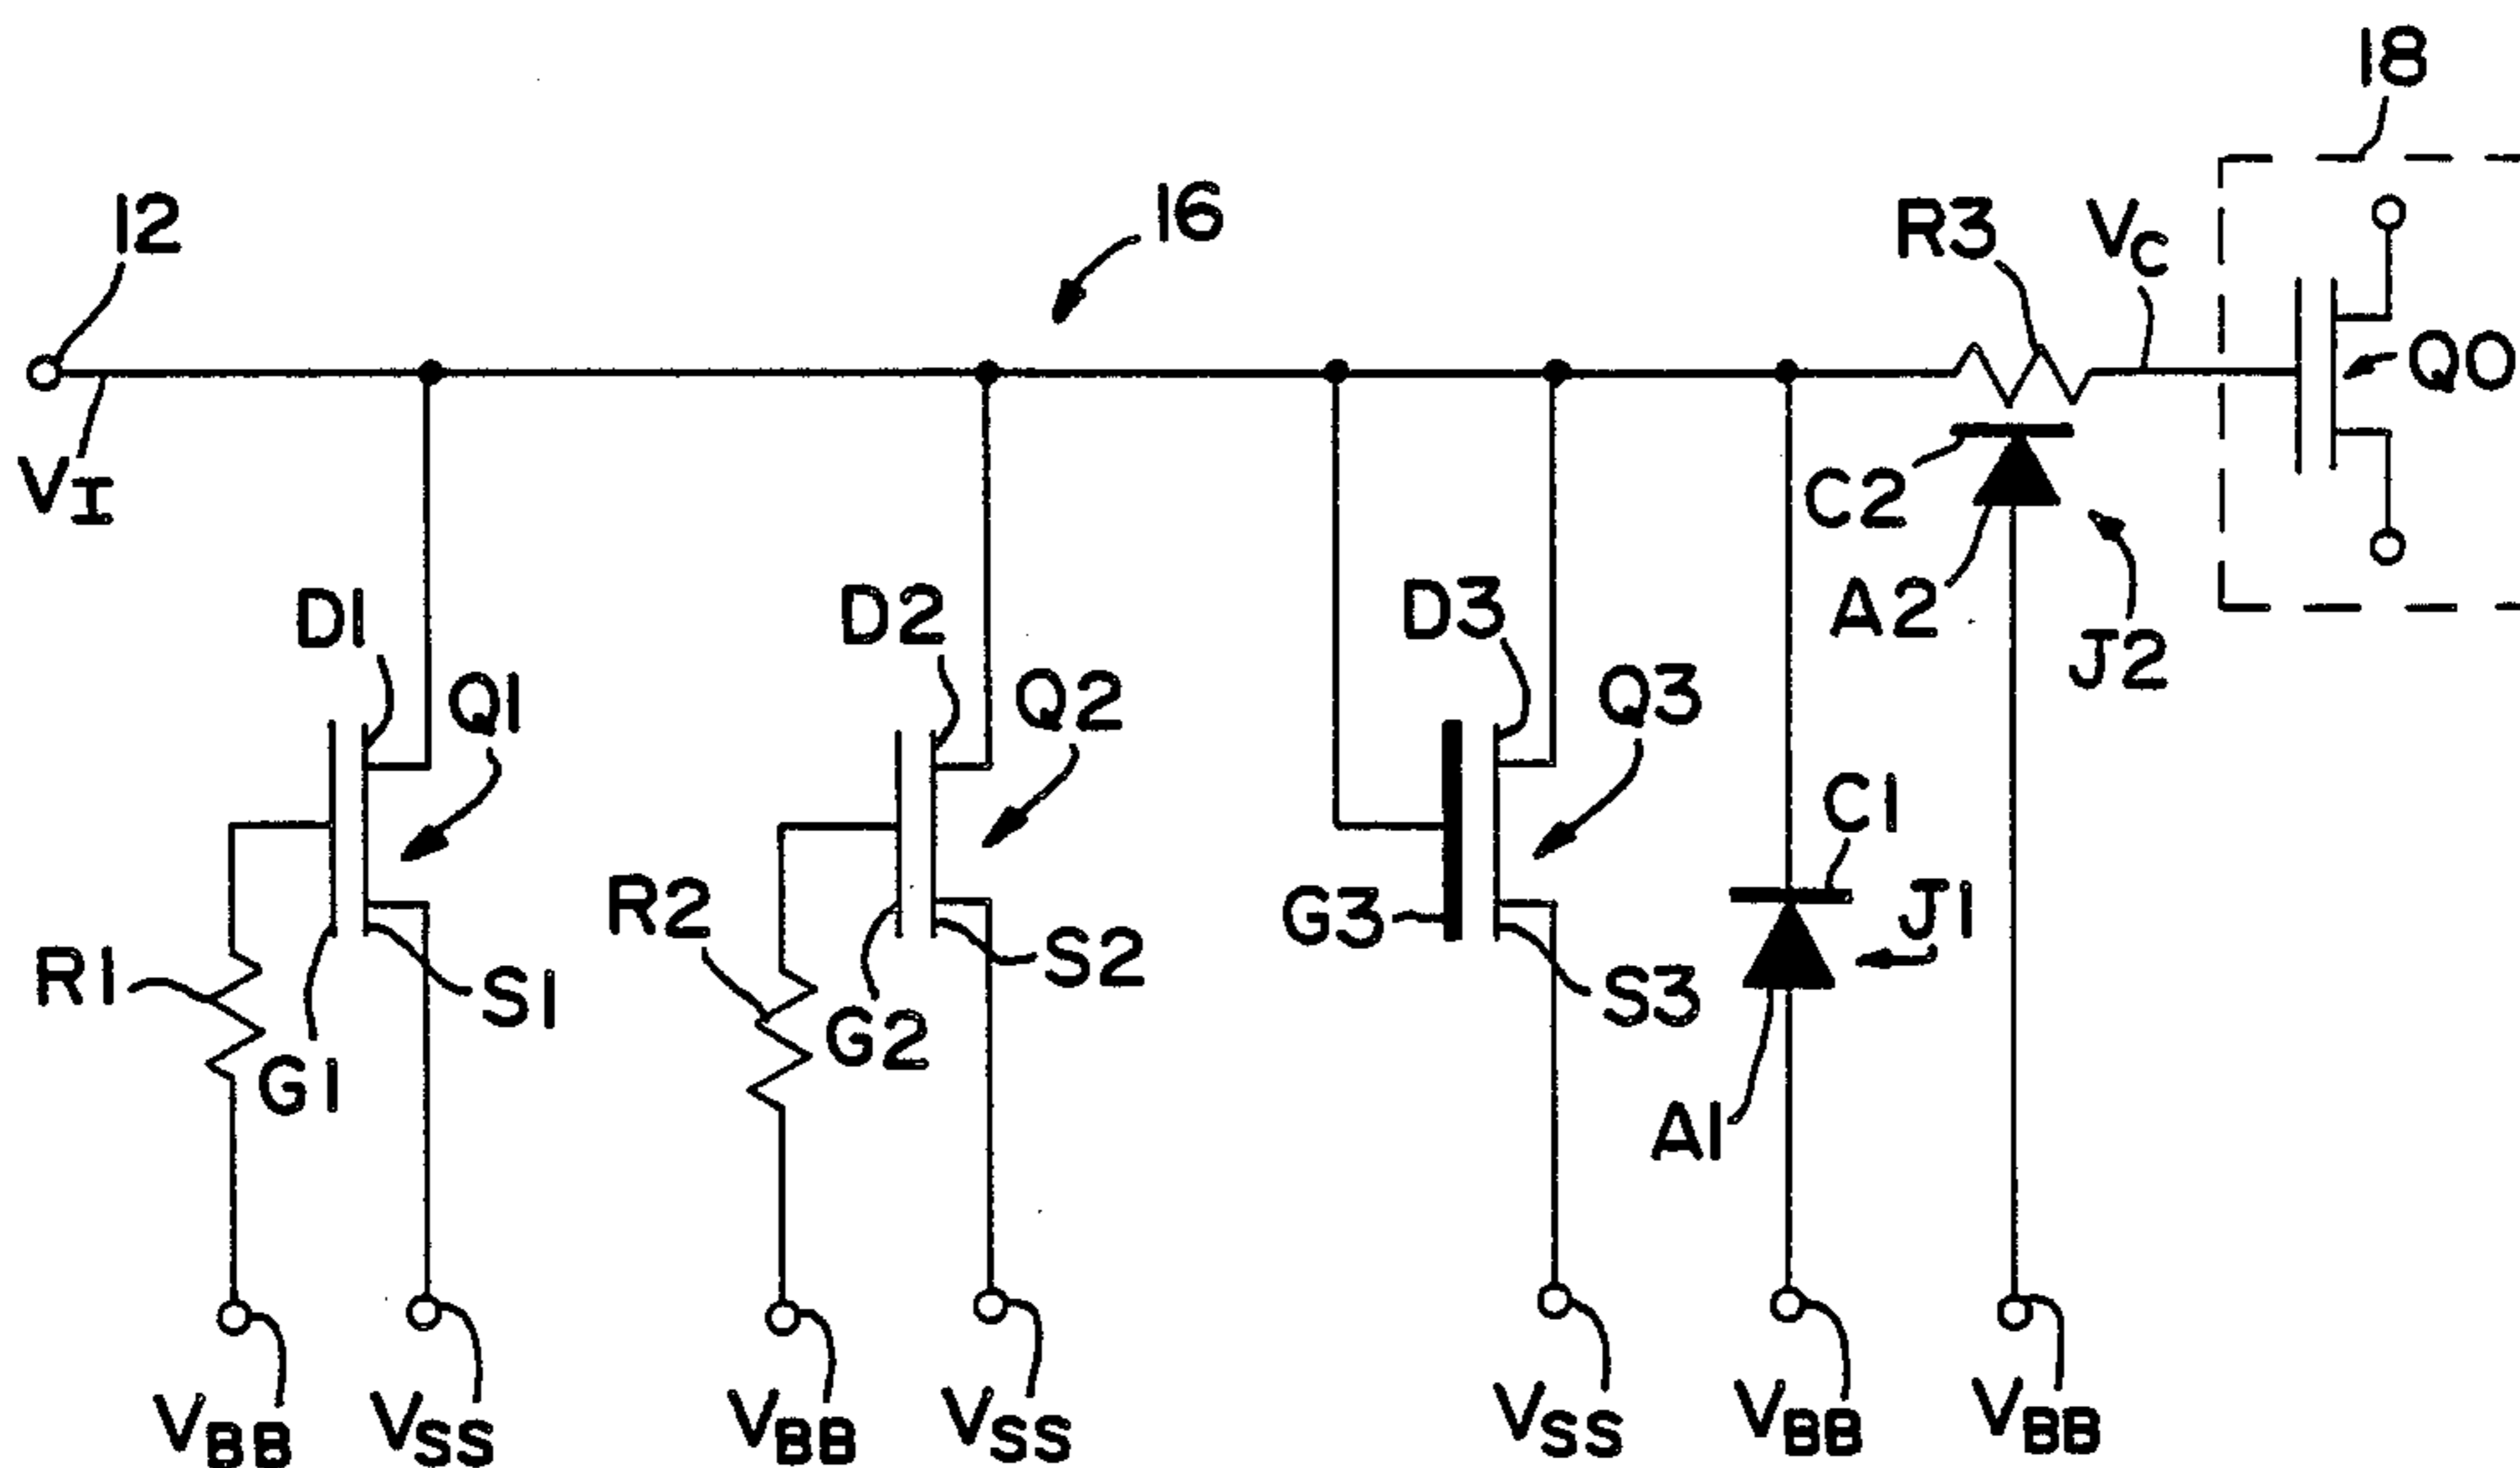 18
12
16
R3
VC
QO
VI
C2
A2
J2
D1
D2
D3
Q1
Q2
Q3
C1
R2
G3
J1
R1
S1
S2
S3
G1
G2
A1
VBB
VSS
VBB
VSS
VSS
VBB
VBB